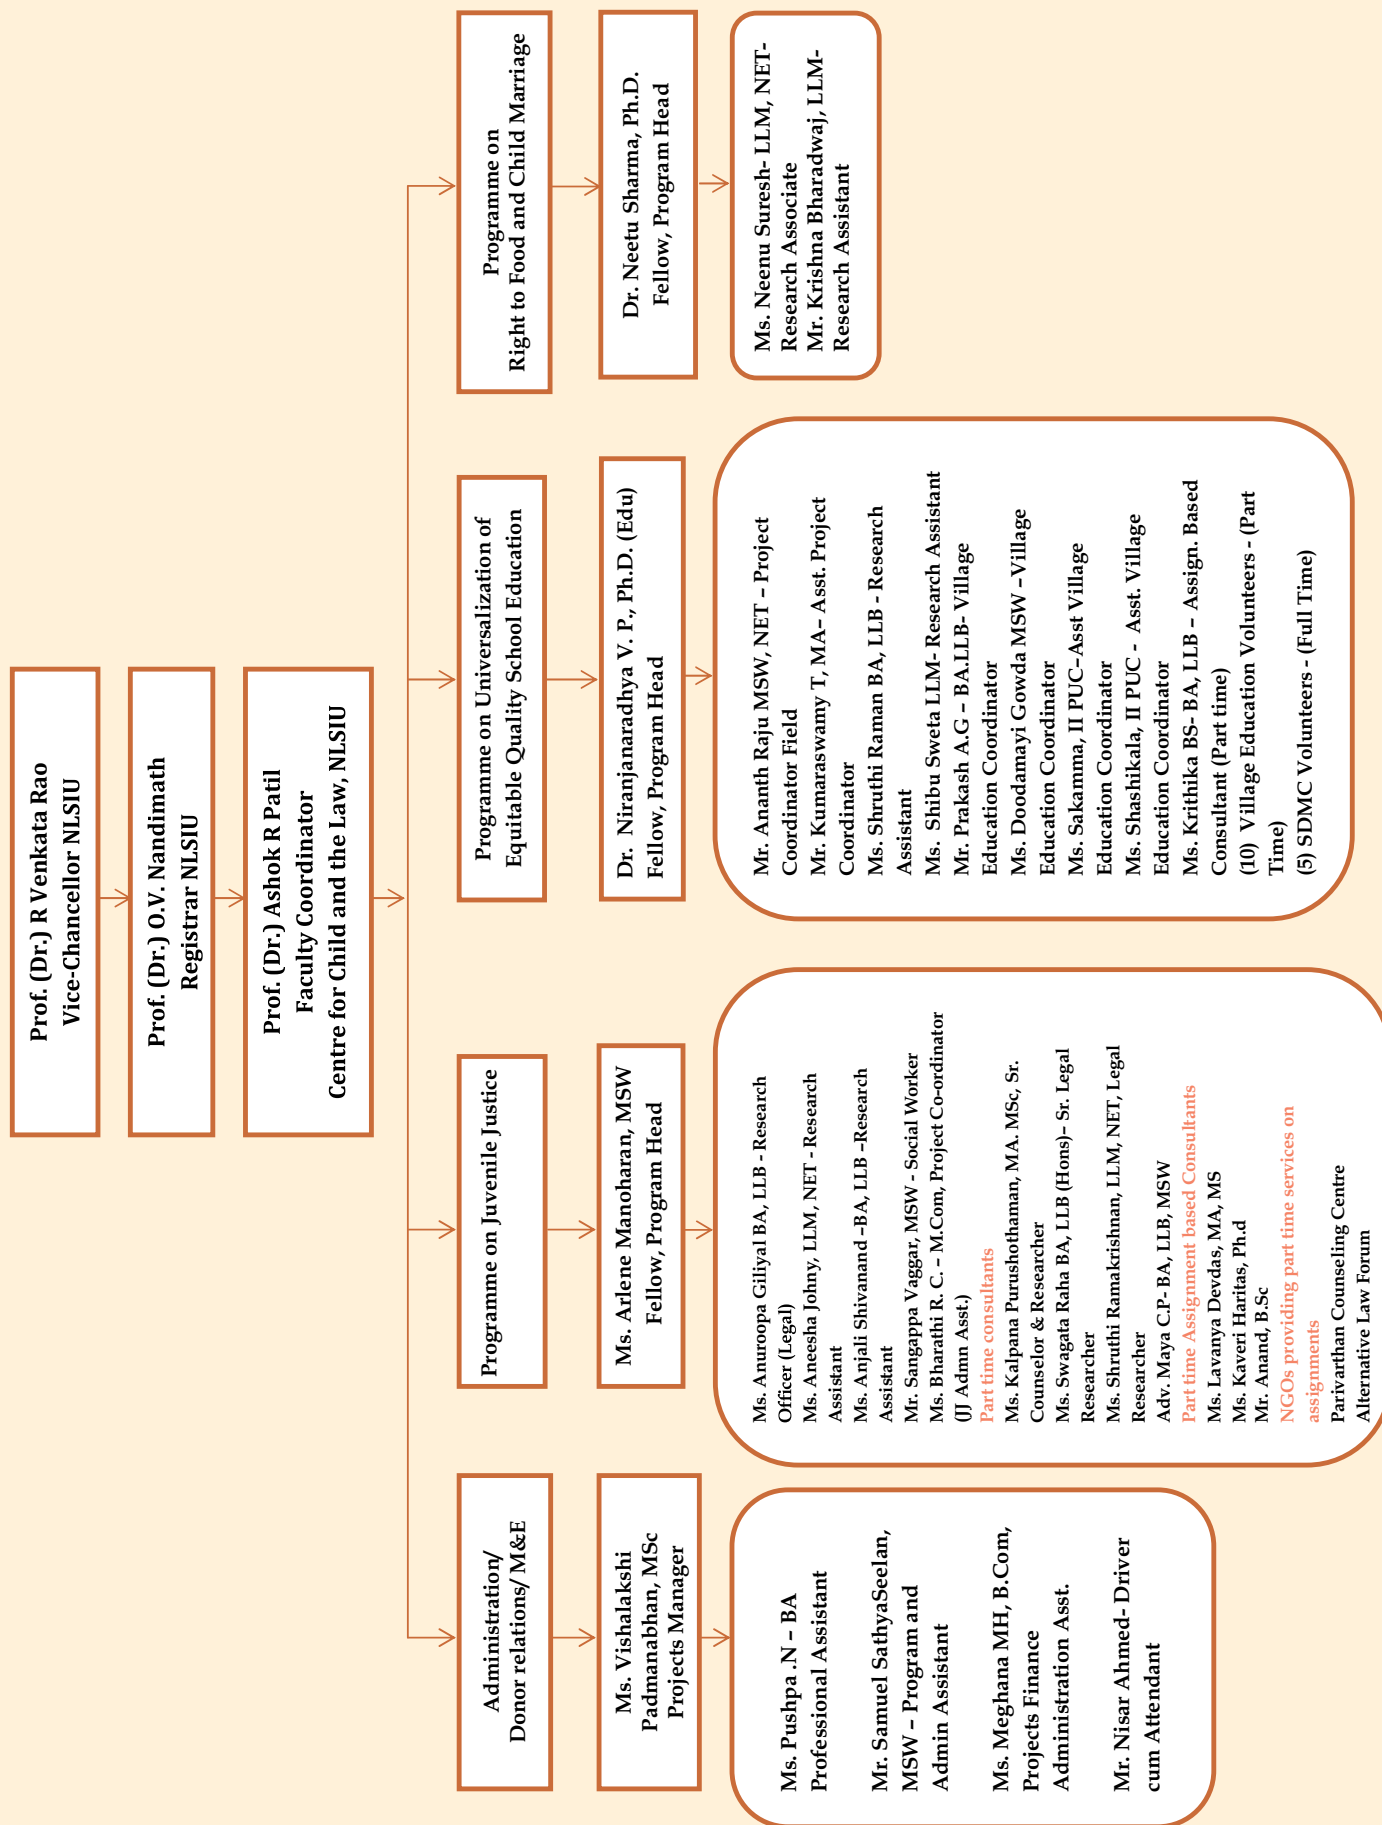 Prof. (Dr.) R Venkata Rao
Vice-Chancellor NLSIU
Prof. (Dr.) O.V. Nandimath
Registrar NLSIU
Prof. (Dr.) Ashok R Patil
Faculty Coordinator
Centre for Child and the Law, NLSIU
Administration/
Donor relations/ M&E
Ms. Vishalakshi
Padmanabhan, MSc
Projects Manager
Ms. Pushpa .N – BA
Professional Assistant
Mr. Samuel SathyaSeelan,
MSW – Program and
Admin Assistant
Ms. Meghana MH, B.Com,
Projects Finance
Administration Asst.
Mr. Nisar Ahmed- Driver
cum Attendant
Programme on Juvenile Justice
Ms. Arlene Manoharan, MSW
Fellow, Program Head
Ms. Anuroopa Giliyal BA, LLB - Research
Officer (Legal)
Ms. Aneesha Johny, LLM, NET - Research
Assistant
Ms. Anjali Shivanand –BA, LLB –Research
Assistant
Mr. Sangappa Vaggar, MSW - Social Worker
Ms. Bharathi R. C. – M.Com, Project Co-ordinator
(JJ Admn Asst.)
Part time consultants
Ms. Kalpana Purushothaman, MA. MSc, Sr.
Counselor & Researcher
Ms. Swagata Raha BA, LLB (Hons)– Sr. Legal
Researcher
Ms. Shruthi Ramakrishnan, LLM, NET, Legal
Researcher
Adv. Maya C.P- BA, LLB, MSW
Part time Assignment based Consultants
Ms. Lavanya Devdas, MA, MS
Ms. Kaveri Haritas, Ph.d
Mr. Anand, B.Sc
NGOs providing part time services on
assignments
Parivarthan Counseling Centre
Alternative Law Forum
Programme on Universalization of
Equitable Quality School Education
Dr. Niranjanaradhya V. P., Ph.D. (Edu)
Fellow, Program Head
Mr. Ananth Raju MSW, NET – Project
Coordinator Field
Mr. Kumaraswamy T, MA– Asst. Project
Coordinator
Ms. Shruthi Raman BA, LLB - Research
Assistant
Ms. Shibu Sweta LLM- Research Assistant
Mr. Prakash A.G – BA.LLB- Village
Education Coordinator
Ms. Doodamayi Gowda MSW –Village
Education Coordinator
Ms. Sakamma, II PUC–Asst Village
Education Coordinator
Ms. Shashikala, II PUC - Asst. Village
Education Coordinator
Ms. Krithika BS- BA, LLB – Assign. Based
Consultant (Part time)
(10) Village Education Volunteers - (Part
Time)
(5) SDMC Volunteers - (Full Time)
Programme on
Right to Food and Child Marriage
Dr. Neetu Sharma, Ph.D.
Fellow, Program Head
Ms. Neenu Suresh- LLM, NET-
Research Associate
Mr. Krishna Bharadwaj, LLM-
Research Assistant